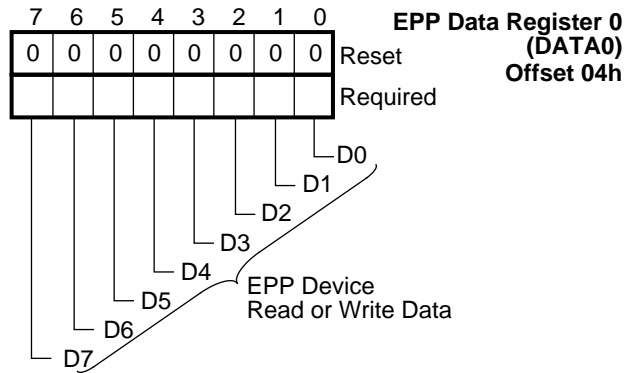 7 6 5 4 3 2 1 0
EPP Data Register 0
(DATA0)
Offset 04h
0 0 0 0 0 0 0 0 Reset
Required
D0
D1
D2
D3
D4
D5
D6
D7
EPP Device
Read or Write Data